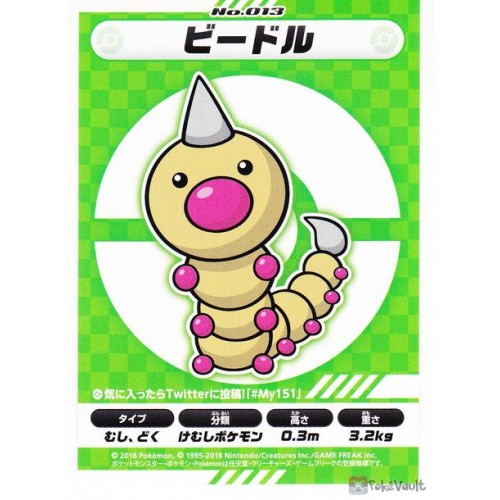 No.013
ビードル
気に入ったらTwitterに投稿!「#My151」
タイプ 分類 高さ 重さ
むし、どく けむしポケモン 0.3m 3.2kg
© 2018 Pokémon. © 1995-2018 Nintendo/Creatures Inc./GAME FREAK inc.
ポケットモンスター・ポケモン・Pokémonは任天堂・クリーチャーズ・ゲームフリークの登録商標です。
PokéVault